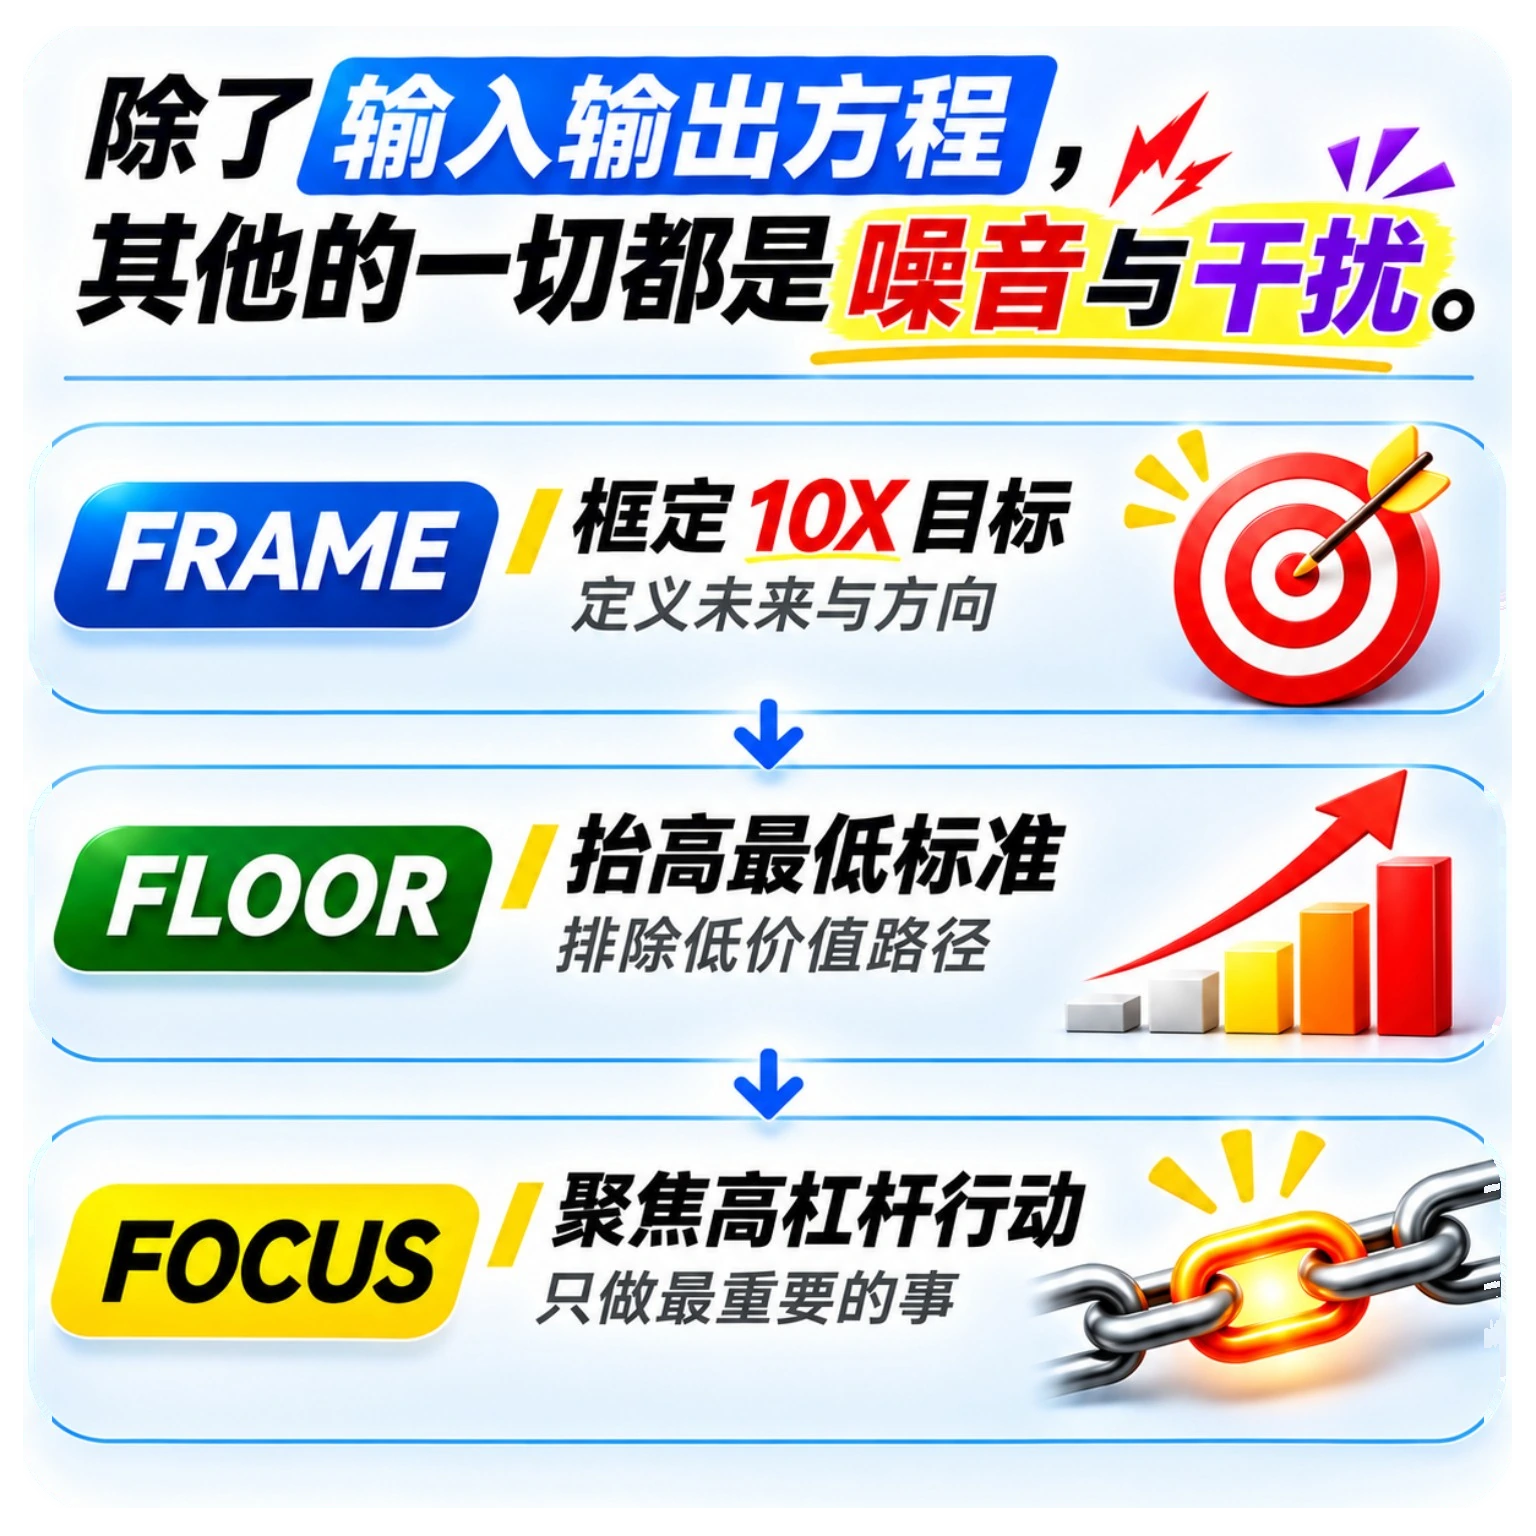 除了输入输出方程，
其他的一切都是噪音与干扰。
FRAME
框定10X目标
定义未来与方向
FLOOR
抬高最低标准
排除低价值路径
FOCUS
聚焦高杠杆行动
只做最重要的事